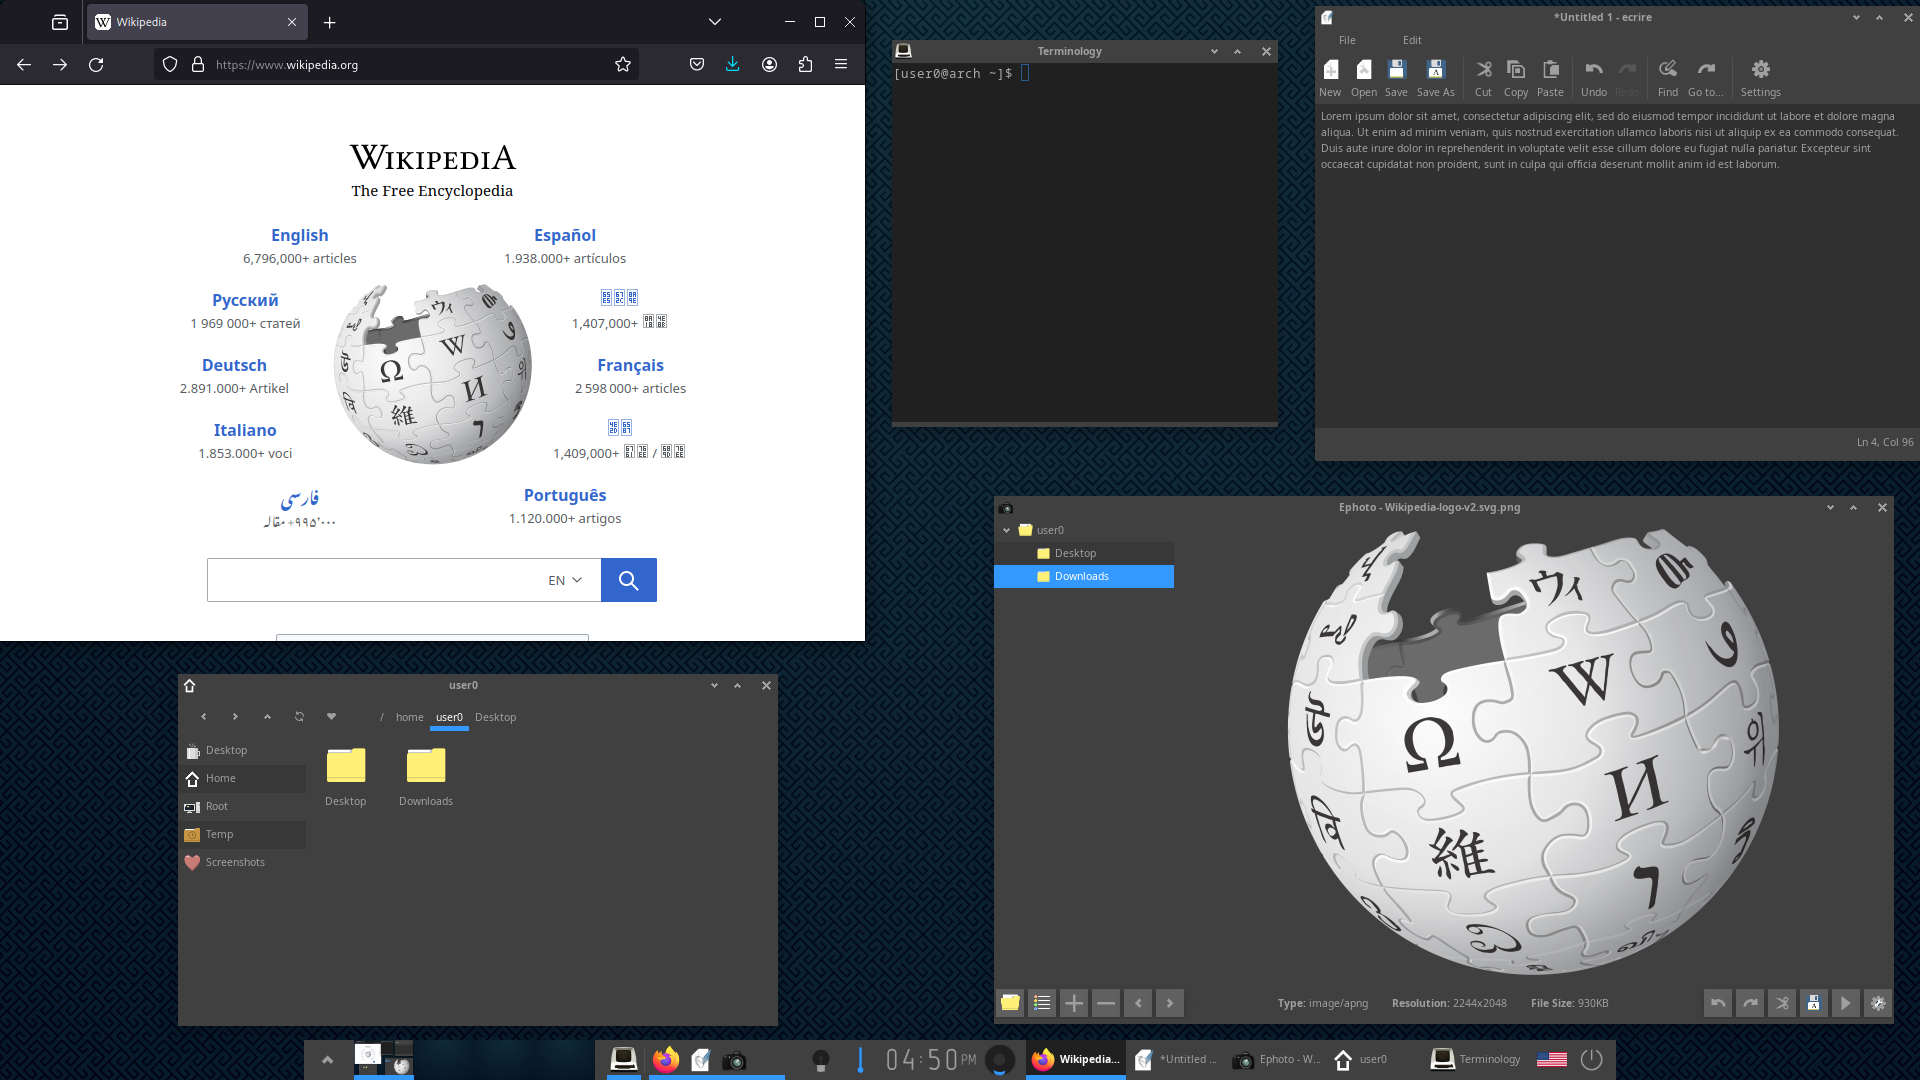 Wikipedia
https://www.wikipedia.org
WIKIPEDIA
The Free Encyclopedia
English
6,796,000+ articles
Español
1.938.000+ artículos
Русский
1 969 000+ статей
1,407,000+
Deutsch
2.891.000+ Artikel
Français
2 598 000+ articles
Italiano
1.853.000+ voci
1,409,000+ /
فارسی
۹۹۵٬۰۰۰+ مقاله
Português
1.120.000+ artigos
EN
Terminology
[user0@arch ~]$
*Untitled 1 - ecrire
File Edit
New Open Save Save As Cut Copy Paste Undo Redo Find Go to... Settings
Lorem ipsum dolor sit amet, consectetur adipiscing elit, sed do eiusmod tempor incididunt ut labore et dolore magna
aliqua. Ut enim ad minim veniam, quis nostrud exercitation ullamco laboris nisi ut aliquip ex ea commodo consequat.
Duis aute irure dolor in reprehenderit in voluptate velit esse cillum dolore eu fugiat nulla pariatur. Excepteur sint
occaecat cupidatat non proident, sunt in culpa qui officia deserunt mollit anim id est laborum.
Ln 4, Col 96
user0
/ home user0 Desktop
Desktop
Home
Root
Temp
Screenshots
Desktop
Downloads
Ephoto - Wikipedia-logo-v2.svg.png
user0
Desktop
Downloads
ウィ
W
Ω
И
維
위
7
Type: image/apng Resolution: 2244x2048 File Size: 930KB
04:50PM
Wikipedia...
*Untitled ...
Ephoto - W...
user0
Terminology